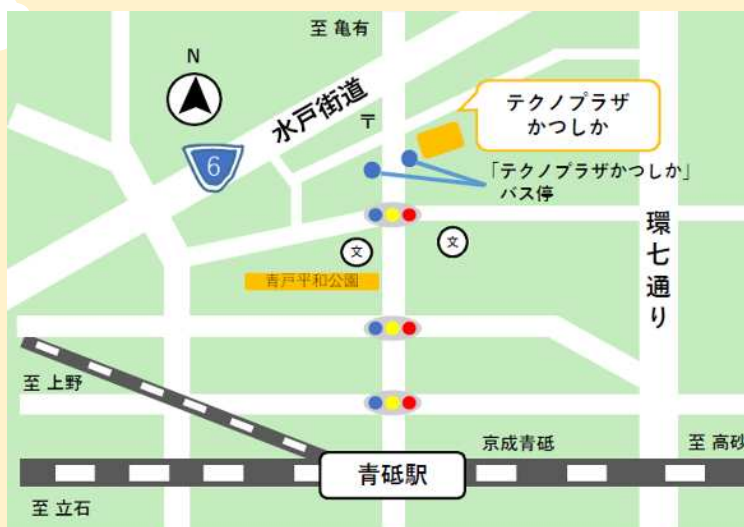 至 亀有
N
水戸街道
〒
6
テクノプラザ
かつしか
「テクノプラザかつしか」
バス停
文
文
環七通り
青戸平和公園
至 上野
京成青砥
至 高砂
青砥駅
至 立石